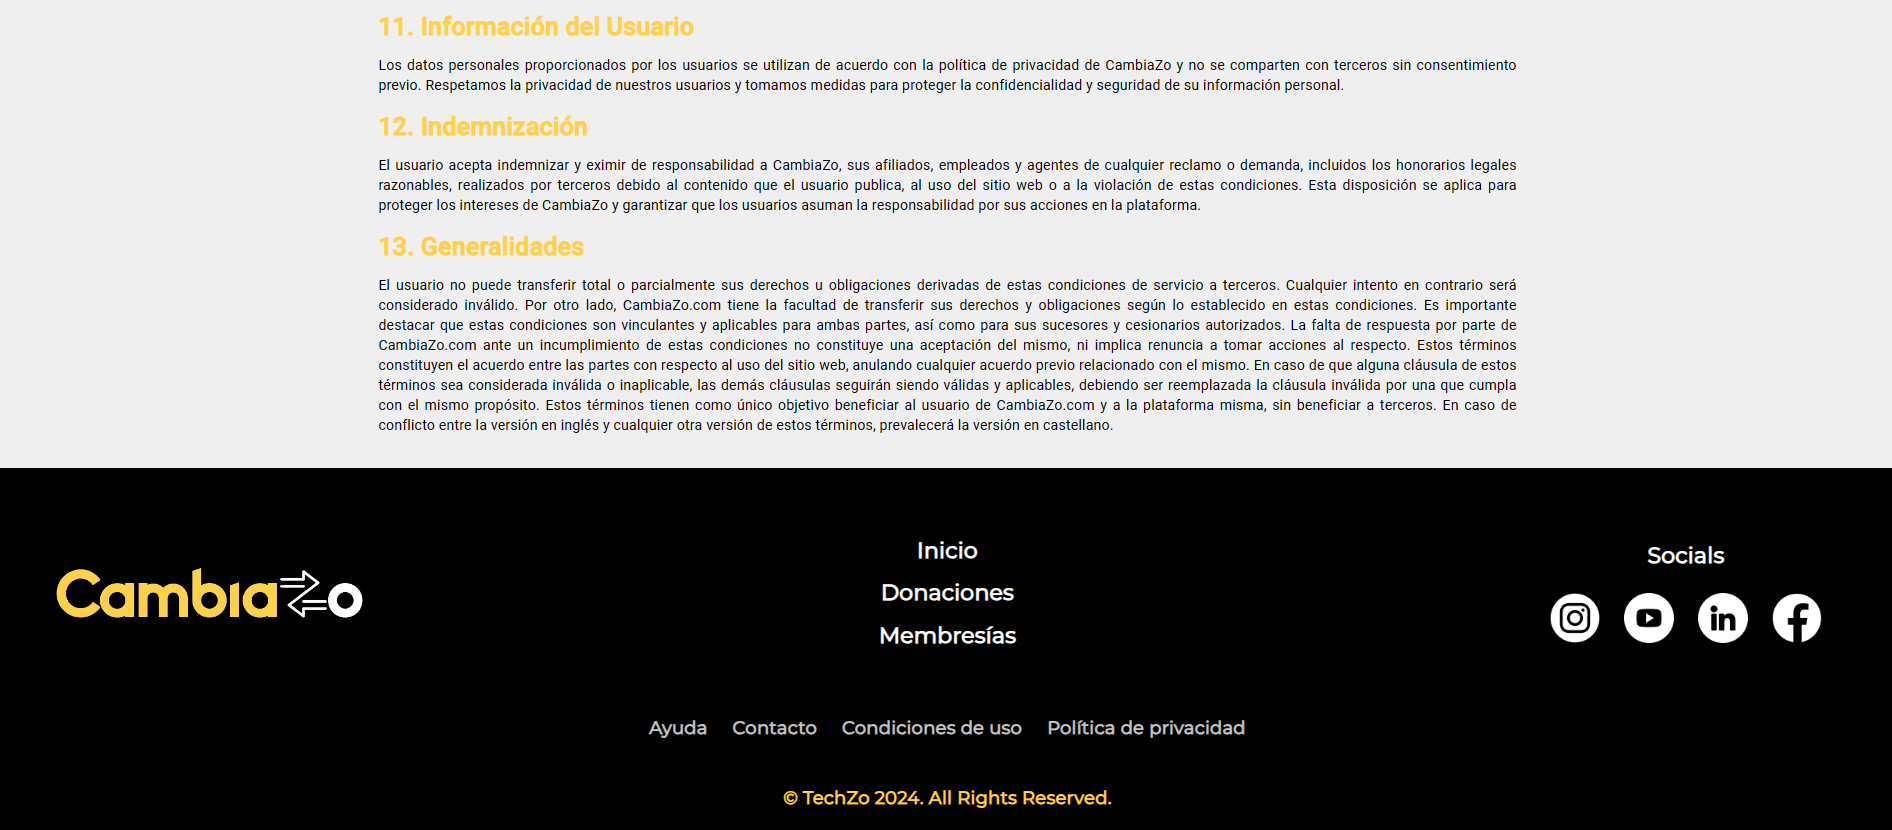 11. Información del Usuario
Los datos personales proporcionados por los usuarios se utilizan de acuerdo con la política de privacidad de CambiaZo y no se comparten con terceros sin consentimiento
previo. Respetamos la privacidad de nuestros usuarios y tomamos medidas para proteger la confidencialidad y seguridad de su información personal.
12. Indemnización
El usuario acepta indemnizar y eximir de responsabilidad a CambiaZo, sus afiliados, empleados y agentes de cualquier reclamo o demanda, incluidos los honorarios legales
razonables, realizados por terceros debido al contenido que el usuario publica, al uso del sitio web o a la violación de estas condiciones. Esta disposición se aplica para
proteger los intereses de CambiaZo y garantizar que los usuarios asuman la responsabilidad por sus acciones en la plataforma.
13. Generalidades
El usuario no puede transferir total o parcialmente sus derechos u obligaciones derivadas de estas condiciones de servicio a terceros. Cualquier intento en contrario será
considerado inválido. Por otro lado, CambiaZo.com tiene la facultad de transferir sus derechos y obligaciones según lo establecido en estas condiciones. Es importante
destacar que estas condiciones son vinculantes y aplicables para ambas partes, así como para sus sucesores y cesionarios autorizados. La falta de respuesta por parte de
CambiaZo.com ante un incumplimiento de estas condiciones no constituye una aceptación del mismo, ni implica renuncia a tomar acciones al respecto. Estos términos
constituyen el acuerdo entre las partes con respecto al uso del sitio web, anulando cualquier acuerdo previo relacionado con el mismo. En caso de que alguna cláusula de estos
términos sea considerada inválida o inaplicable, las demás cláusulas seguirán siendo válidas y aplicables, debiendo ser reemplazada la cláusula inválida por una que cumpla
con el mismo propósito. Estos términos tienen como único objetivo beneficiar al usuario de CambiaZo.com y a la plataforma misma, sin beneficiar a terceros. En caso de
conflicto entre la versión en inglés y cualquier otra versión de estos términos, prevalecerá la versión en castellano.
CambiaZo
Inicio
Donaciones
Membresías
Socials
Ayuda Contacto Condiciones de uso Política de privacidad
© TechZo 2024. All Rights Reserved.